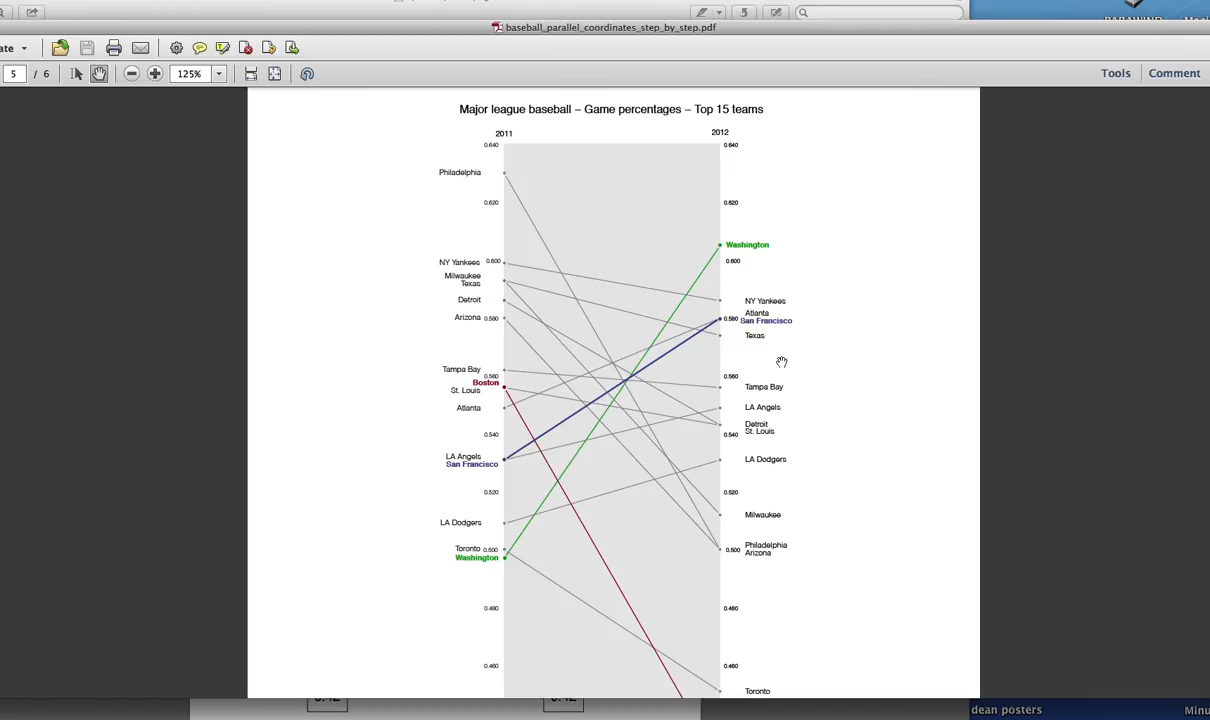 baseball_parallel_coordinates_step_by_step.pdf
ate
5 / 6
125%
Tools
Comment
Major league baseball – Game percentages – Top 15 teams
2011
2012
0.640
0.640
Philadelphia
0.620
0.620
Washington
NY Yankees
0.600
0.600
Milwaukee
Texas
Detroit
NY Yankees
Arizona
0.580
Atlanta
0.580
San Francisco
Texas
Tampa Bay
0.560
0.560
Boston
St. Louis
Tampa Bay
Atlanta
LA Angels
Detroit
St. Louis
0.540
0.540
LA Angels
San Francisco
LA Dodgers
0.520
0.520
LA Dodgers
Milwaukee
Toronto
0.500
Washington
Philadelphia
0.500
Arizona
0.480
0.480
0.460
0.460
Toronto
dean posters
Minu